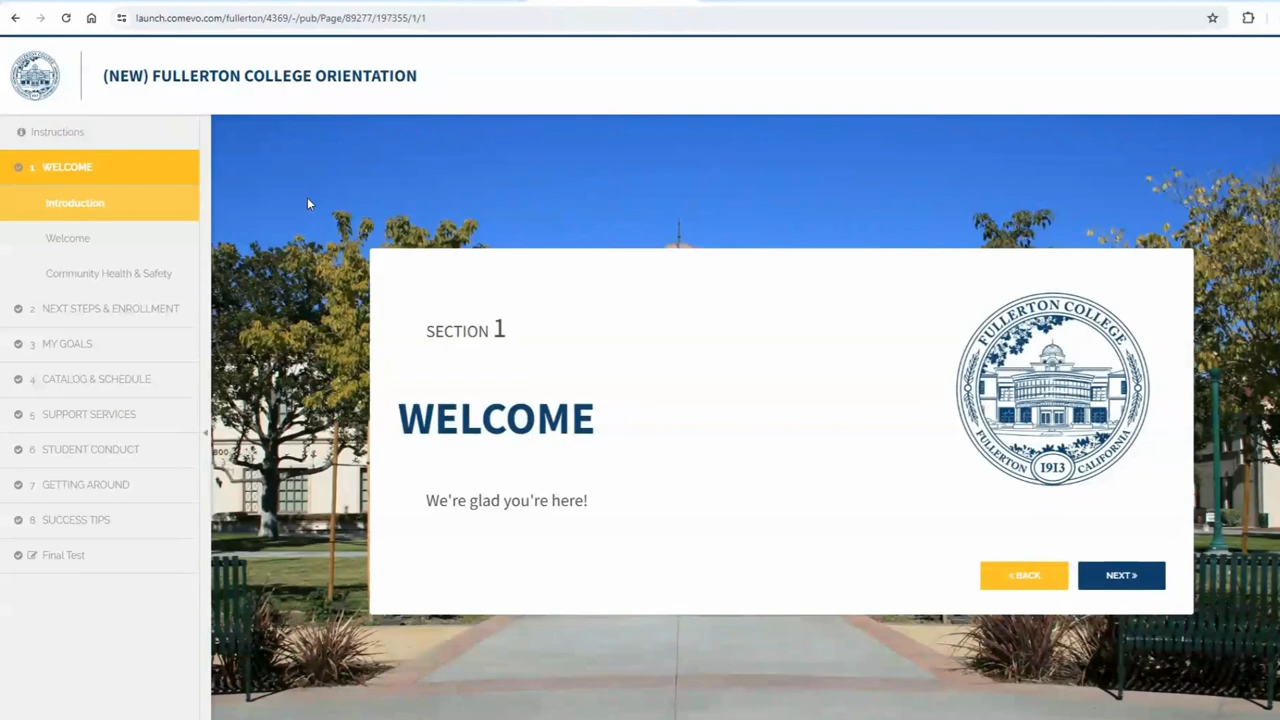 launch.comevo.com/fullerton/4369/-/pub/Page/89277/197355/1/1
(NEW) FULLERTON COLLEGE ORIENTATION
Instructions
1 WELCOME
Introduction
Welcome
Community Health & Safety
2 NEXT STEPS & ENROLLMENT
3 MY GOALS
4 CATALOG & SCHEDULE
5 SUPPORT SERVICES
6 STUDENT CONDUCT
7 GETTING AROUND
8 SUCCESS TIPS
Final Test
800
SECTION 1
WELCOME
We're glad you're here!
FULLERTON COLLEGE
FULLERTON CALIFORNIA
1913
« BACK
NEXT »